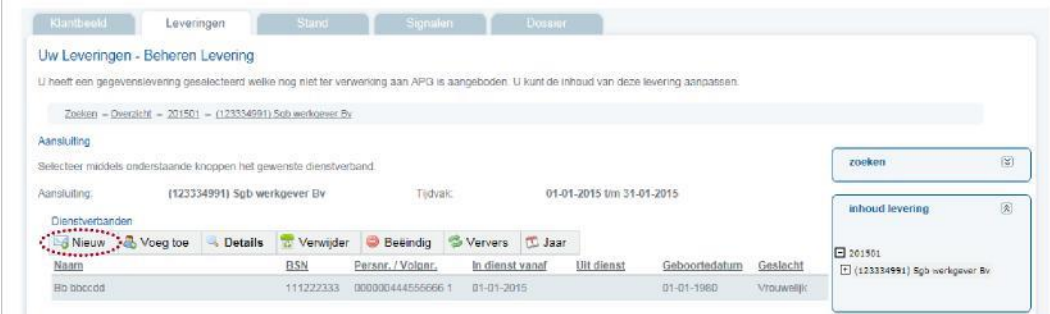 Klantbeeld Leveringen Stand Signalen Dossier
Uw Leveringen - Beheren Levering
U heeft een gegevenslevering geselecteerd welke nog niet ter verwerking aan APG is aangeboden. U kunt de inhoud van deze levering aanpassen.
Zoeken - Overzicht - 201501 - (123334991) Sgb werkgever Bv
Aansluiting
Selecteer middels onderstaande knoppen het gewenste dienstverband.
Aansluiting: (123334991) Sgb werkgever Bv Tijdvak: 01-01-2015 t/m 31-01-2015
Dienstverbanden
Nieuw Voeg toe Details Verwijder Beëindig Ververs Jaar
Naam BSN Persnr. / Volgnr. In dienst vanaf Uit dienst Geboortedatum Geslacht
Bb bbccdd 111222333 000000444556666 1 01-01-2015 01-01-1980 Vrouwelijk
zoeken
inhoud levering
201501
(123334991) Sgb werkgever Bv